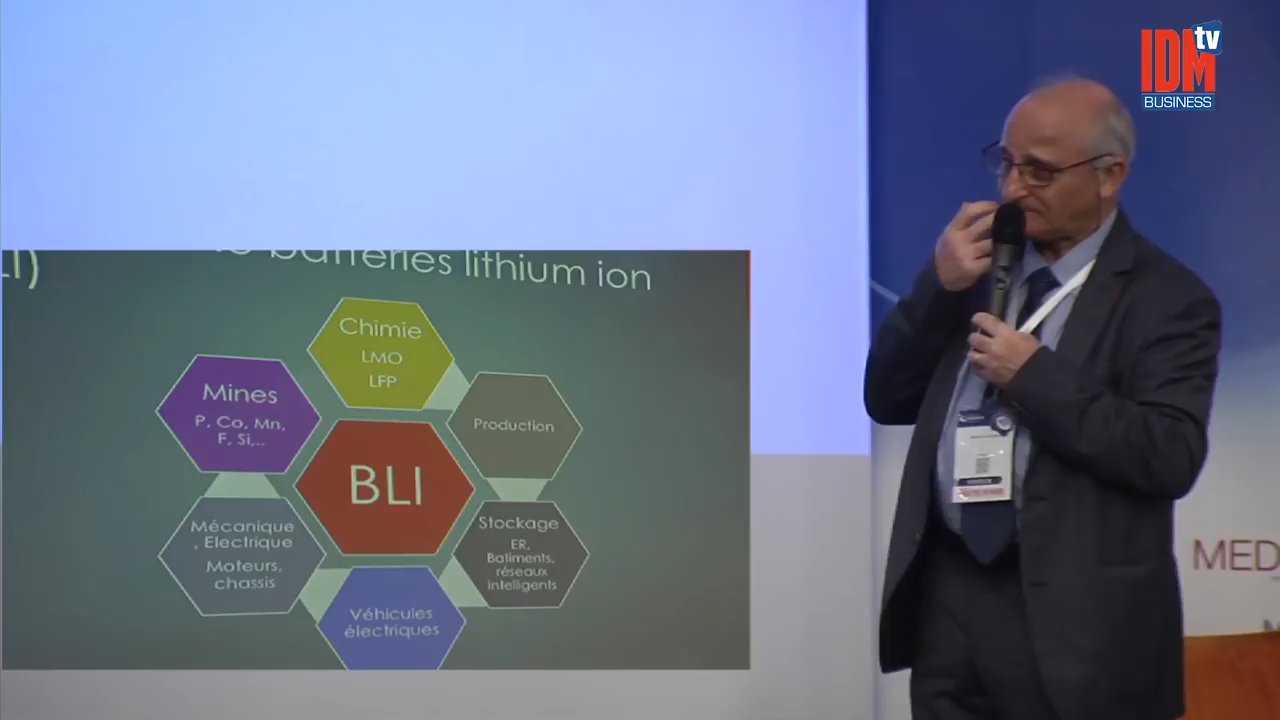 IDM tv
BUSINESS
LI)
batteries lithium ion
Chimie
LMO
LFP
Mines
P, Co, Mn,
F, Si,..
Production
BLI
Mécanique
, Electrique
Moteurs,
chassis
Stockage
ER,
Batiments,
réseaux
intelligents
Véhicules
électriques
MED